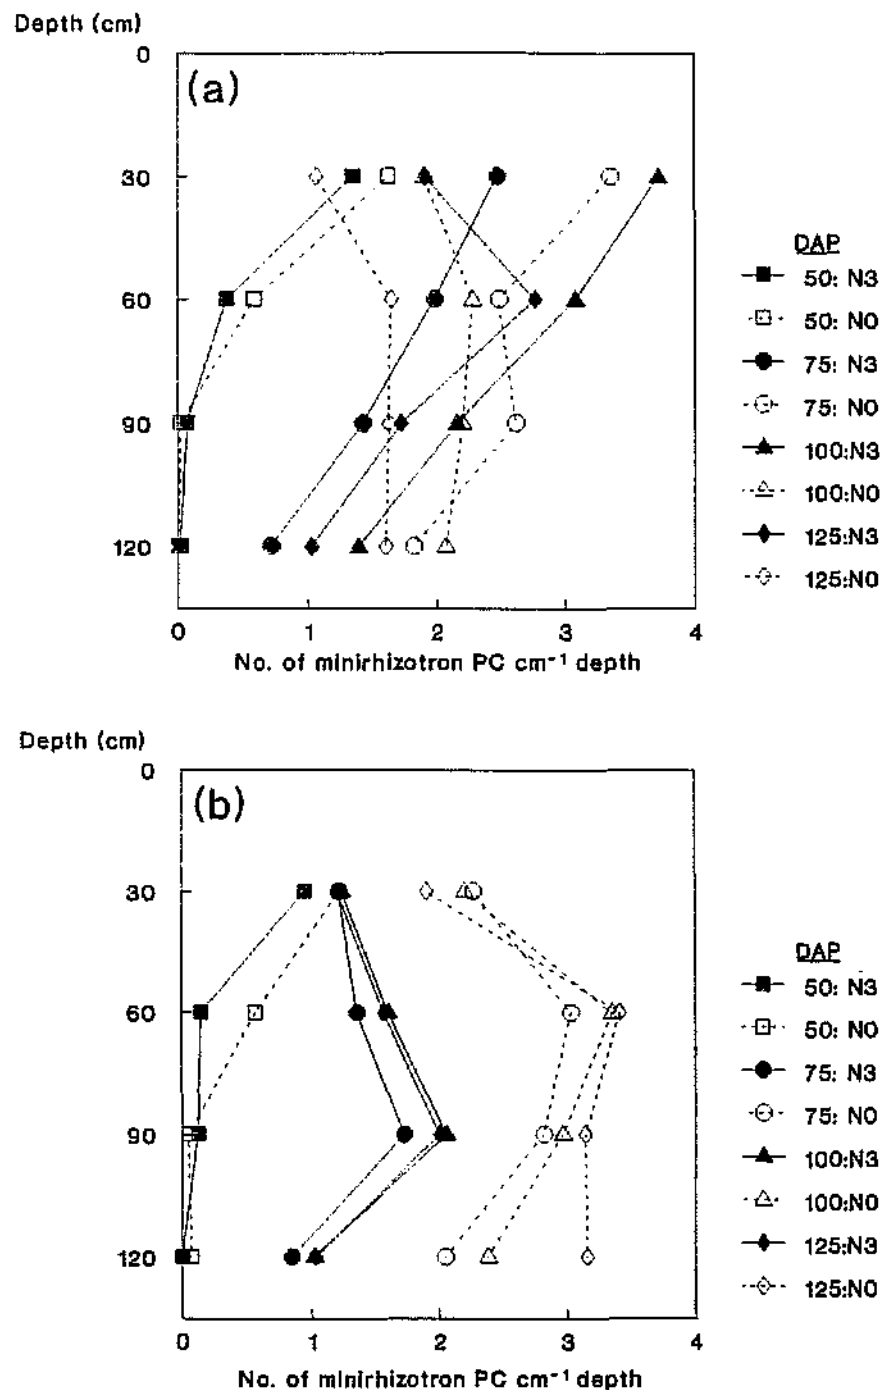 Depth (cm)
(a)
0
30
60
90
120
0 1 2 3 4
No. of minirhizotron PC cm⁻¹ depth
DAP
50: N3
50: N0
75: N3
75: N0
100:N3
100:N0
125:N3
125:N0
Depth (cm)
(b)
0
30
60
90
120
0 1 2 3 4
No. of minirhizotron PC cm⁻¹ depth
DAP
50: N3
50: N0
75: N3
75: N0
100:N3
100:N0
125:N3
125:N0